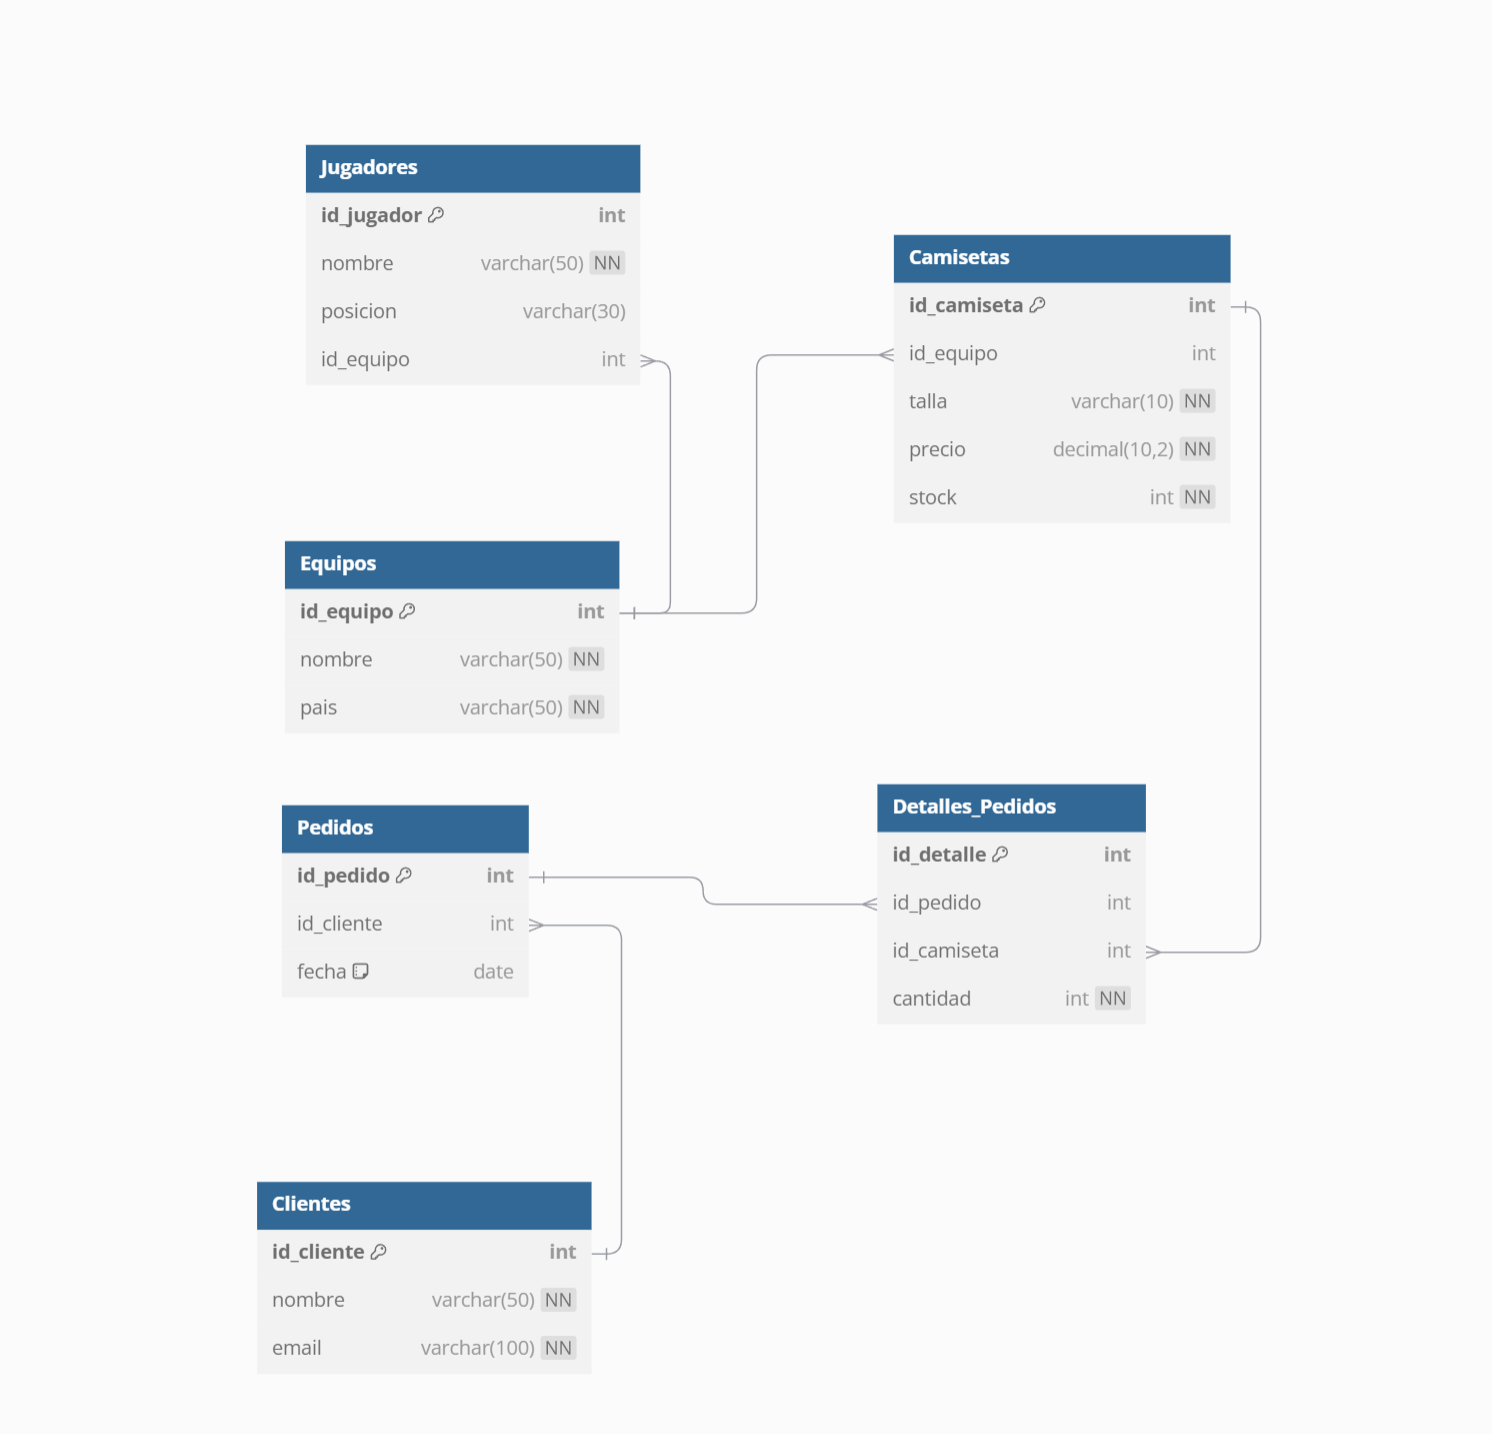 Jugadores
id_jugador int
nombre varchar(50) NN
posicion varchar(30)
id_equipo int
Camisetas
id_camiseta int
id_equipo int
talla varchar(10) NN
precio decimal(10,2) NN
stock int NN
Equipos
id_equipo int
nombre varchar(50) NN
pais varchar(50) NN
Pedidos
id_pedido int
id_cliente int
fecha date
Detalles_Pedidos
id_detalle int
id_pedido int
id_camiseta int
cantidad int NN
Clientes
id_cliente int
nombre varchar(50) NN
email varchar(100) NN